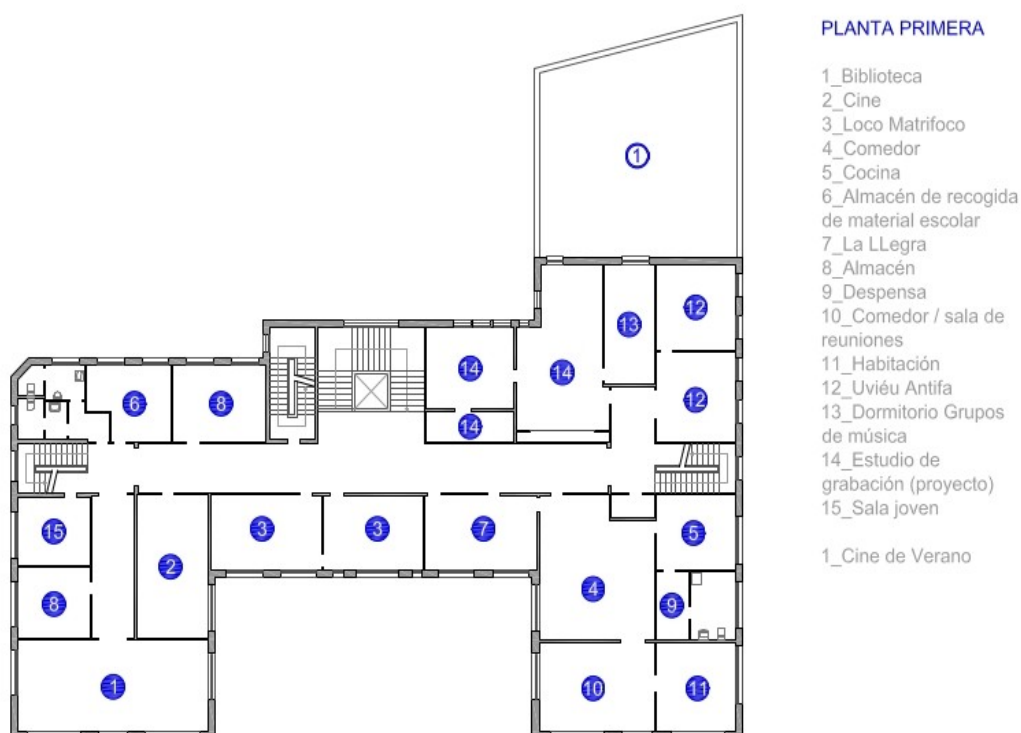 PLANTA PRIMERA
1_Biblioteca
2_Cine
3_Loco Matrifoco
4_Comedor
5_Cocina
6_Almacén de recogida
de material escolar
7_La LLegra
8_Almacén
9_Despensa
10_Comedor / sala de
reuniones
11_Habitación
12_Uviéu Antifa
13_Dormitorio Grupos
de música
14_Estudio de
grabación (proyecto)
15_Sala joven
1_Cine de Verano
1
12
13
14
14
12
6
8
14
15
3
3
7
5
2
8
4
9
1
10
11